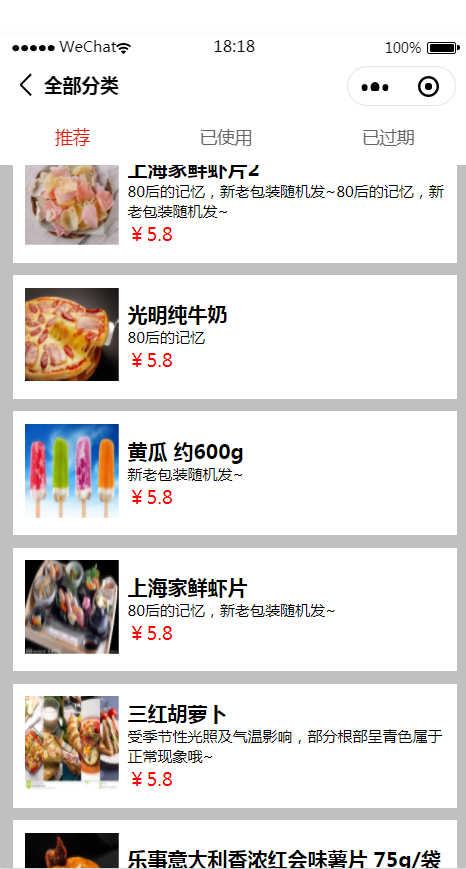 WeChat 18:18 100%
全部分类
推荐 已使用 已过期
上海家鲜虾片2
80后的记忆，新老包装随机发~80后的记忆，新
老包装随机发~
￥5.8
光明纯牛奶
80后的记忆
￥5.8
黄瓜 约600g
新老包装随机发~
￥5.8
上海家鲜虾片
80后的记忆，新老包装随机发~
￥5.8
三红胡萝卜
受季节性光照及气温影响，部分根部呈青色属于
正常现象哦~
￥5.8
乐事意大利香浓红会味薯片 75g/袋